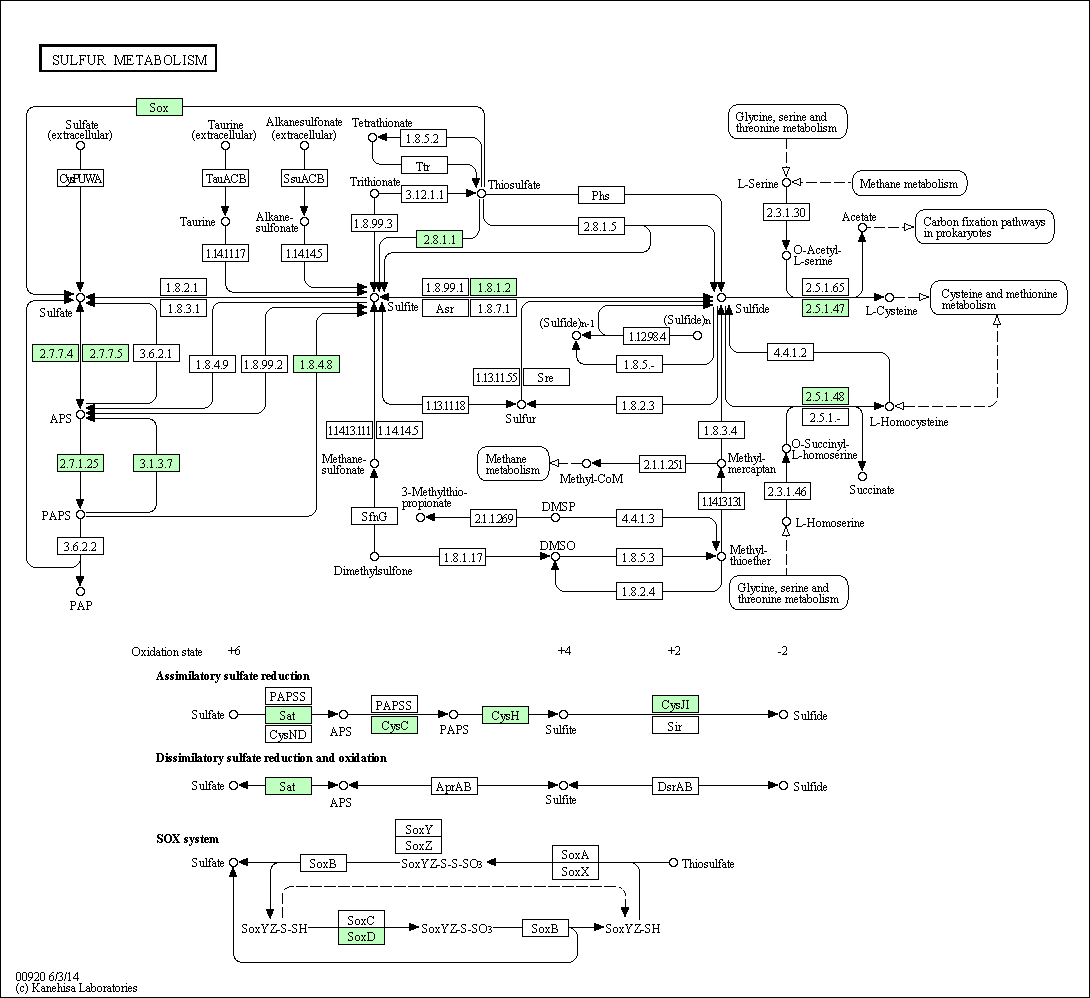 SULFUR METABOLISM
Sox
Sulfate
(extracellular)
Taurine
(extracellular)
Alkanesulfonate
(extracellular)
Tetrathionate
1.8.5.2
Ttr
Glycine, serine and
threonine metabolism
CysPUWA
TauACB
SsuACB
Trithionate
3.12.1.1
Thiosulfate
Phs
L-Serine
Methane metabolism
Taurine
Alkane-
sulfonate
1.8.99.3
2.8.1.1
2.8.1.5
2.3.1.30
Acetate
Carbon fixation pathways
in prokaryotes
1.14.11.17
1.14.14.5
O-Acetyl-
L-serine
1.8.2.1
1.8.3.1
1.8.99.1
1.8.1.2
Asr
1.8.7.1
2.5.1.65
2.5.1.47
Sulfate
Sulfite
Sulfide
L-Cysteine
Cysteine and methionine
metabolism
(Sulfide)n-1
(Sulfide)n
1.12.98.4
2.7.7.4
2.7.7.5
3.6.2.1
1.8.4.9
1.8.99.2
1.8.4.8
1.8.5.-
4.4.1.2
1.13.11.55
Sre
1.13.11.18
Sulfur
1.8.2.3
2.5.1.48
2.5.1.-
L-Homocysteine
APS
1.14.13.111
1.14.14.5
1.8.3.4
2.7.1.25
3.1.3.7
Methane-
sulfonate
Methane
metabolism
Methyl-CoM
2.1.1.251
Methyl-
mercaptan
O-Succinyl-
L-homoserine
Succinate
2.3.1.46
PAPS
SfnG
3-Methylthio-
propionate
2.1.1.269
DMSP
4.4.1.3
1.14.13.131
L-Homoserine
3.6.2.2
Dimethylsulfone
1.8.1.17
DMSO
1.8.5.3
Methyl-
thioether
1.8.2.4
Glycine, serine and
threonine metabolism
PAP
Oxidation state +6 +4 +2 -2
Assimilatory sulfate reduction
PAPSS
Sulfate
Sat
CysND
APS
PAPSS
CysC
PAPS
CysH
Sulfite
CysJI
Sir
Sulfide
Dissimilatory sulfate reduction and oxidation
Sulfate
Sat
APS
AprAB
Sulfite
DsrAB
Sulfide
SOX system
SoxY
SoxZ
Sulfate
SoxB
SoxYZ-S-S-SO3
SoxA
SoxX
Thiosulfate
SoxYZ-S-SH
SoxC
SoxD
SoxYZ-S-SO3
SoxB
SoxYZ-SH
00920 6/3/14
(c) Kanehisa Laboratories